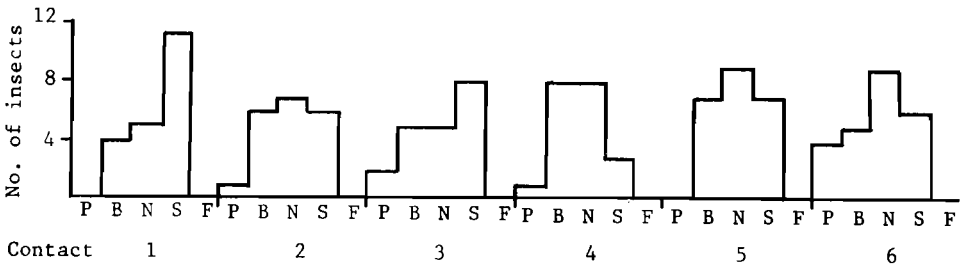 12
8
4
No. of insects
P B N S F P B N S F P B N S F P B N S F P B N S F P B N S F
Contact 1 2 3 4 5 6